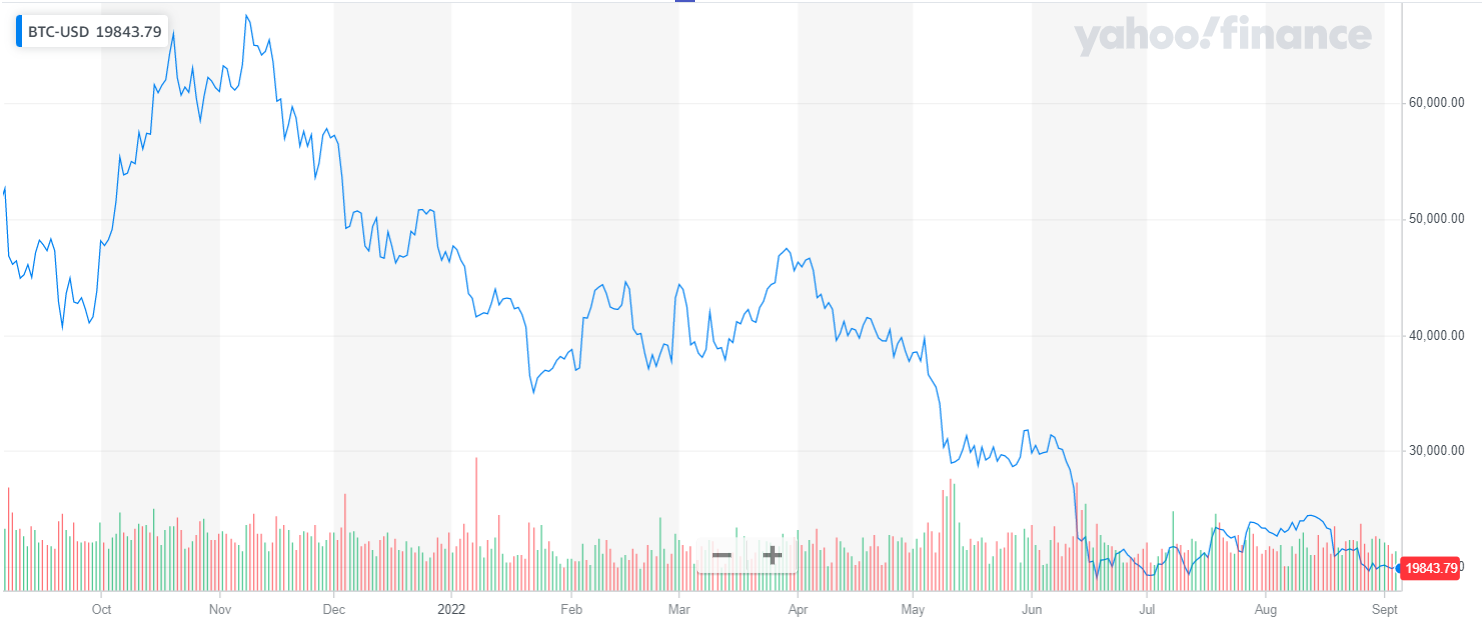 BTC-USD 19843.79
yahoo!finance
60,000.00
50,000.00
40,000.00
30,000.00
19843.79
Oct Nov Dec 2022 Feb Mar Apr May Jun Jul Aug Sept